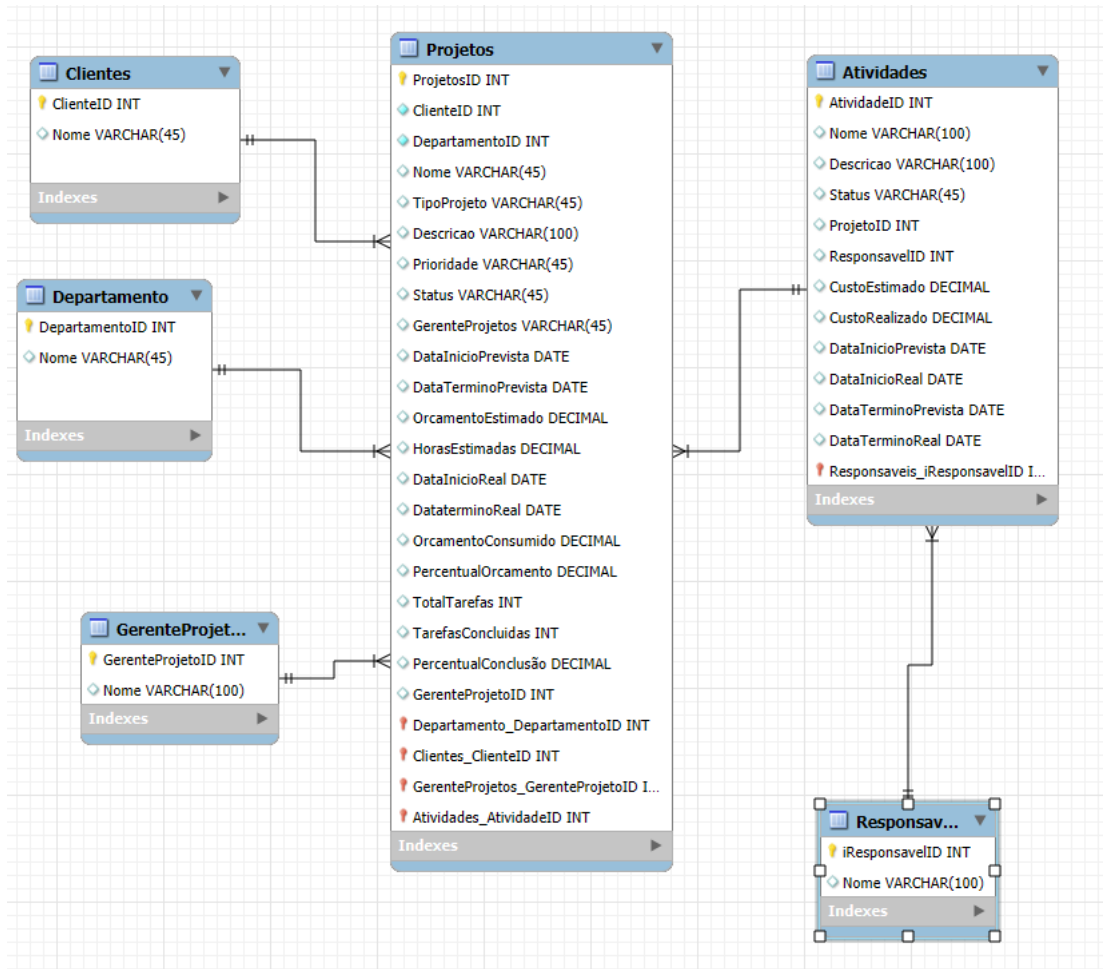 Clientes
ClienteID INT
Nome VARCHAR(45)
Indexes
Departamento
DepartamentoID INT
Nome VARCHAR(45)
Indexes
GerenteProjet...
GerenteProjetoID INT
Nome VARCHAR(100)
Indexes
Projetos
ProjetosID INT
ClienteID INT
DepartamentoID INT
Nome VARCHAR(45)
TipoProjeto VARCHAR(45)
Descricao VARCHAR(100)
Prioridade VARCHAR(45)
Status VARCHAR(45)
GerenteProjetos VARCHAR(45)
DataInicioPrevista DATE
DataTerminoPrevista DATE
OrcamentoEstimado DECIMAL
HorasEstimadas DECIMAL
DataInicioReal DATE
DataterminoReal DATE
OrcamentoConsumido DECIMAL
PercentualOrcamento DECIMAL
TotalTarefas INT
TarefasConcluidas INT
PercentualConclusão DECIMAL
GerenteProjetoID INT
Departamento_DepartamentoID INT
Clientes_ClienteID INT
GerenteProjetos_GerenteProjetoID I...
Atividades_AtividadeID INT
Indexes
Atividades
AtividadeID INT
Nome VARCHAR(100)
Descricao VARCHAR(100)
Status VARCHAR(45)
ProjetoID INT
ResponsavelID INT
CustoEstimado DECIMAL
CustoRealizado DECIMAL
DataInicioPrevista DATE
DataInicioReal DATE
DataTerminoPrevista DATE
DataTerminoReal DATE
Responsaveis_iResponsavelID I...
Indexes
Responsav...
iResponsavelID INT
Nome VARCHAR(100)
Indexes